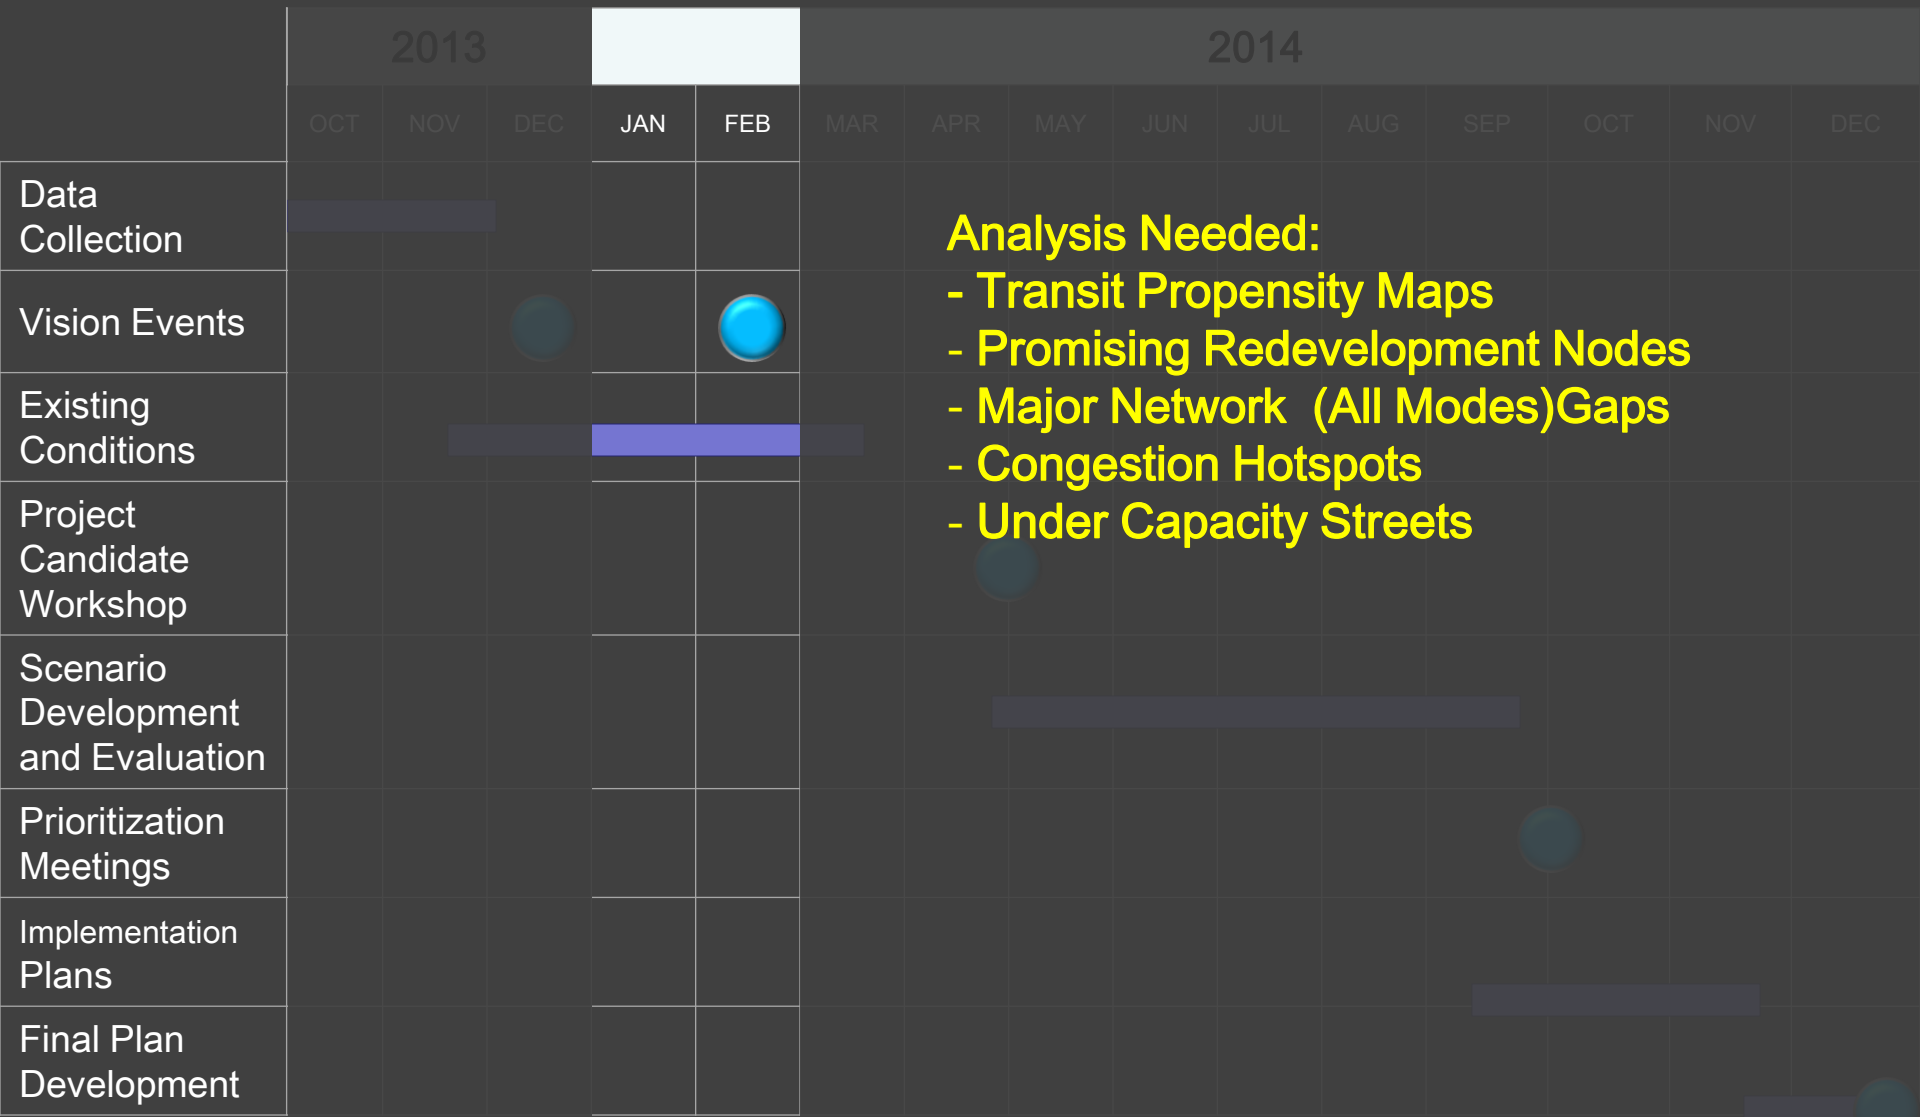 2013
2014
OCT NOV DEC JAN FEB MAR APR MAY JUN JUL AUG SEP OCT NOV DEC
Data
Collection
Vision Events
Existing
Conditions
Project
Candidate
Workshop
Scenario
Development
and Evaluation
Prioritization
Meetings
Implementation
Plans
Final Plan
Development
Analysis Needed:
- Transit Propensity Maps
- Promising Redevelopment Nodes
- Major Network  (All Modes)Gaps
- Congestion Hotspots
- Under Capacity Streets